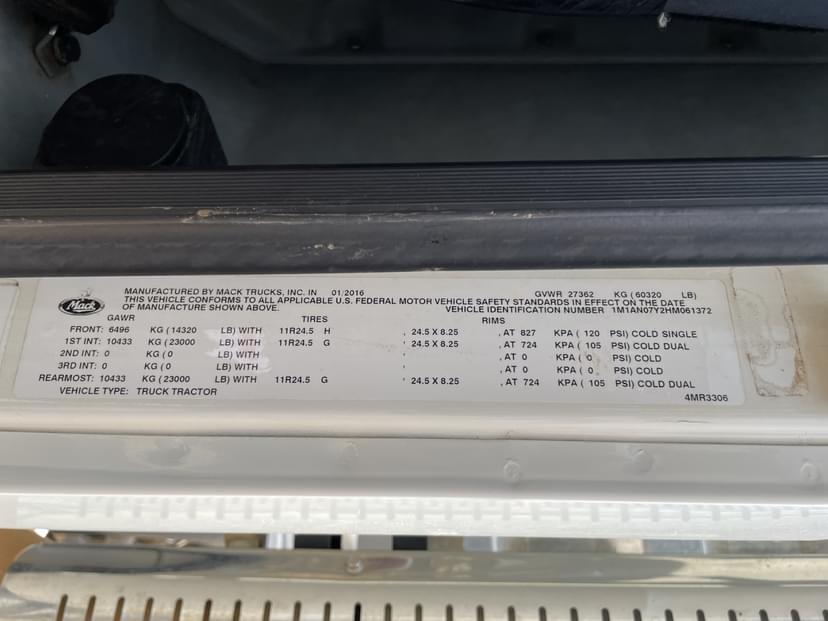 MANUFACTURED BY MACK TRUCKS, INC. IN 01/2016 GVWR 27362 KG ( 60320 LB)
THIS VEHICLE CONFORMS TO ALL APPLICABLE U.S. FEDERAL MOTOR VEHICLE SAFETY STANDARDS IN EFFECT ON THE DATE
OF MANUFACTURE SHOWN ABOVE. VEHICLE IDENTIFICATION NUMBER 1M1AN07Y2HM061372
Mack
GAWR TIRES RIMS
FRONT: 6496 KG ( 14320 LB) WITH 11R24.5 H , 24.5 X 8.25 , AT 827 KPA ( 120 PSI) COLD SINGLE
1ST INT: 10433 KG ( 23000 LB) WITH 11R24.5 G , 24.5 X 8.25 , AT 724 KPA ( 105 PSI) COLD DUAL
2ND INT: 0 KG ( 0 LB) WITH , , AT 0 KPA ( 0 PSI) COLD
3RD INT: 0 KG ( 0 LB) WITH , , AT 0 KPA ( 0 PSI) COLD
REARMOST: 10433 KG ( 23000 LB) WITH 11R24.5 G , 24.5 X 8.25 , AT 724 KPA ( 105 PSI) COLD DUAL
VEHICLE TYPE: TRUCK TRACTOR 4MR3306